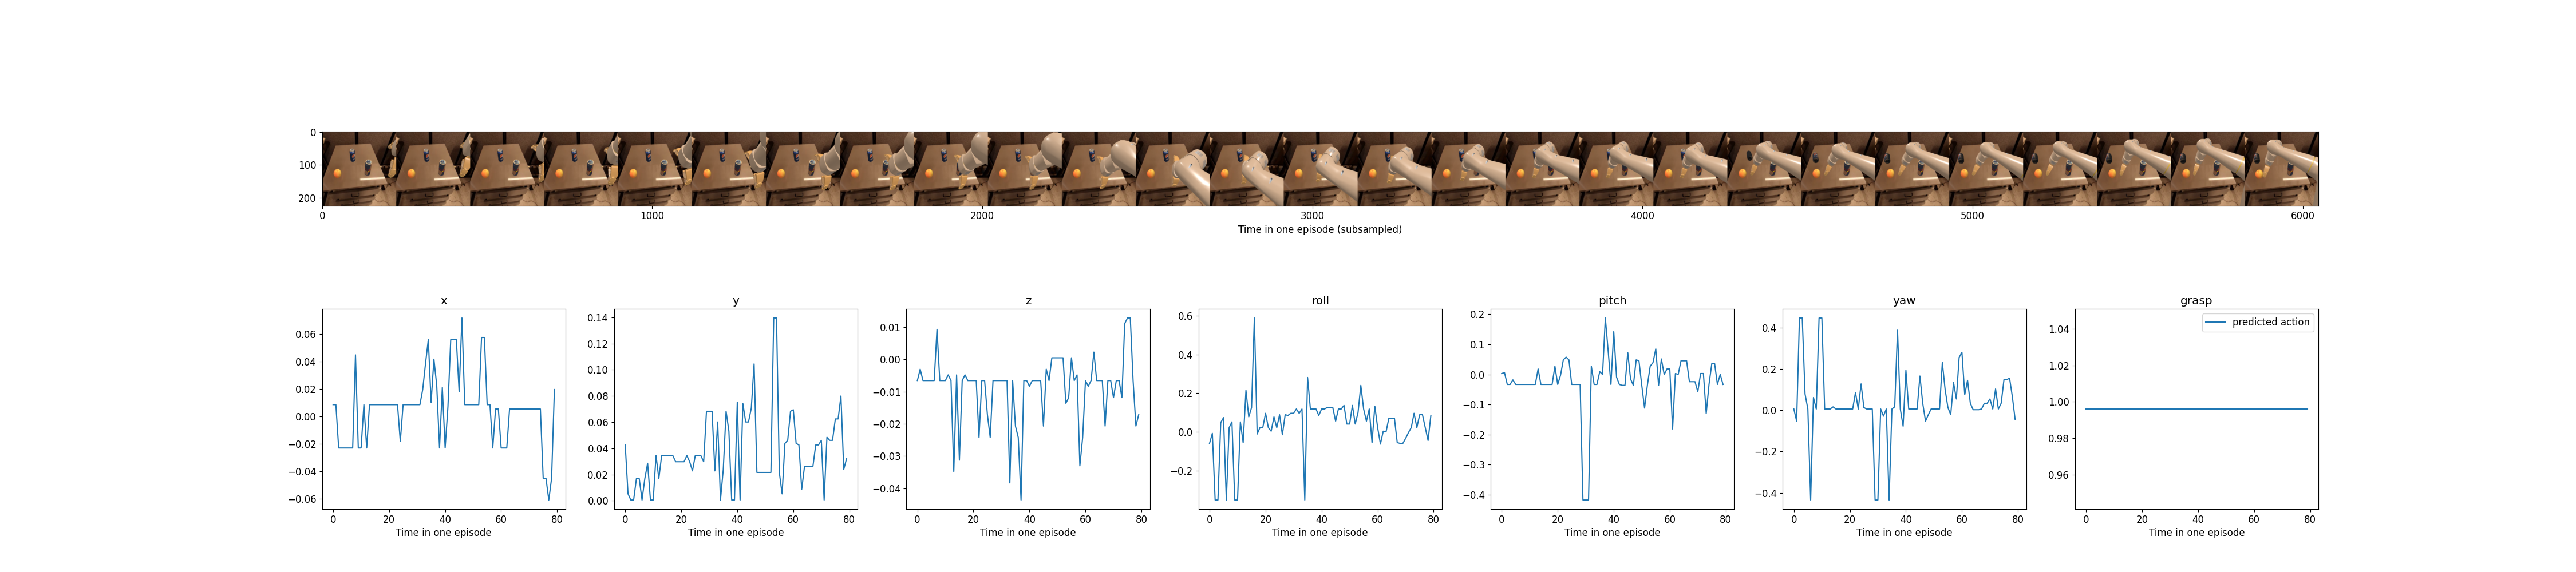 0
100
200
0 1000 2000 3000 4000 5000 6000
Time in one episode (subsampled)
x
0.06
0.04
0.02
0.00
−0.02
−0.04
−0.06
0 20 40 60 80
Time in one episode
y
0.14
0.12
0.10
0.08
0.06
0.04
0.02
0.00
0 20 40 60 80
Time in one episode
z
0.01
0.00
−0.01
−0.02
−0.03
−0.04
0 20 40 60 80
Time in one episode
roll
0.6
0.4
0.2
0.0
−0.2
0 20 40 60 80
Time in one episode
pitch
0.2
0.1
0.0
−0.1
−0.2
−0.3
−0.4
0 20 40 60 80
Time in one episode
yaw
0.4
0.2
0.0
−0.2
−0.4
0 20 40 60 80
Time in one episode
grasp
predicted action
1.04
1.02
1.00
0.98
0.96
0 20 40 60 80
Time in one episode